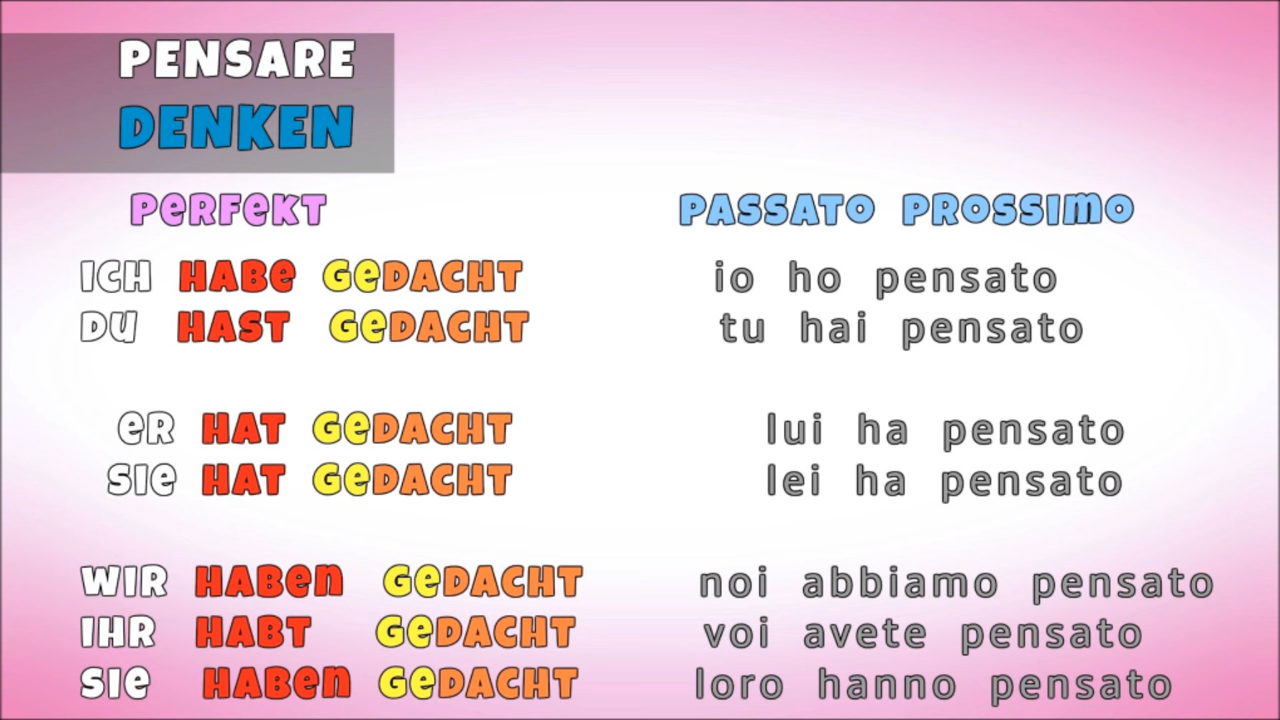 PENSARE
DENKEN
PERFEKT PASSATO PROSSIMO
ICH HABE GEDACHT io ho pensato
DU HAST GEDACHT tu hai pensato
ER HAT GEDACHT lui ha pensato
SIE HAT GEDACHT lei ha pensato
WIR HABEN GEDACHT noi abbiamo pensato
IHR HABT GEDACHT voi avete pensato
SIE HABEN GEDACHT loro hanno pensato